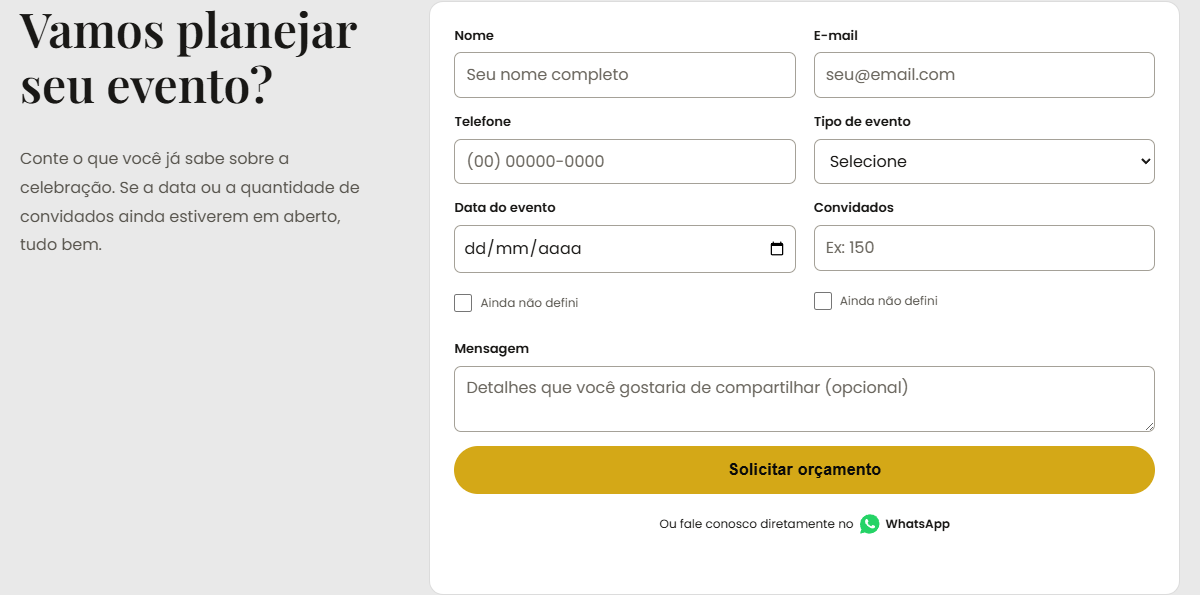 Vamos planejar
seu evento?
Conte o que você já sabe sobre a
celebração. Se a data ou a quantidade de
convidados ainda estiverem em aberto,
tudo bem.
Nome
Seu nome completo
E-mail
seu@email.com
Telefone
(00) 00000-0000
Tipo de evento
Selecione
Data do evento
dd/mm/aaaa
Ainda não defini
Convidados
Ex: 150
Ainda não defini
Mensagem
Detalhes que você gostaria de compartilhar (opcional)
Solicitar orçamento
Ou fale conosco diretamente no WhatsApp